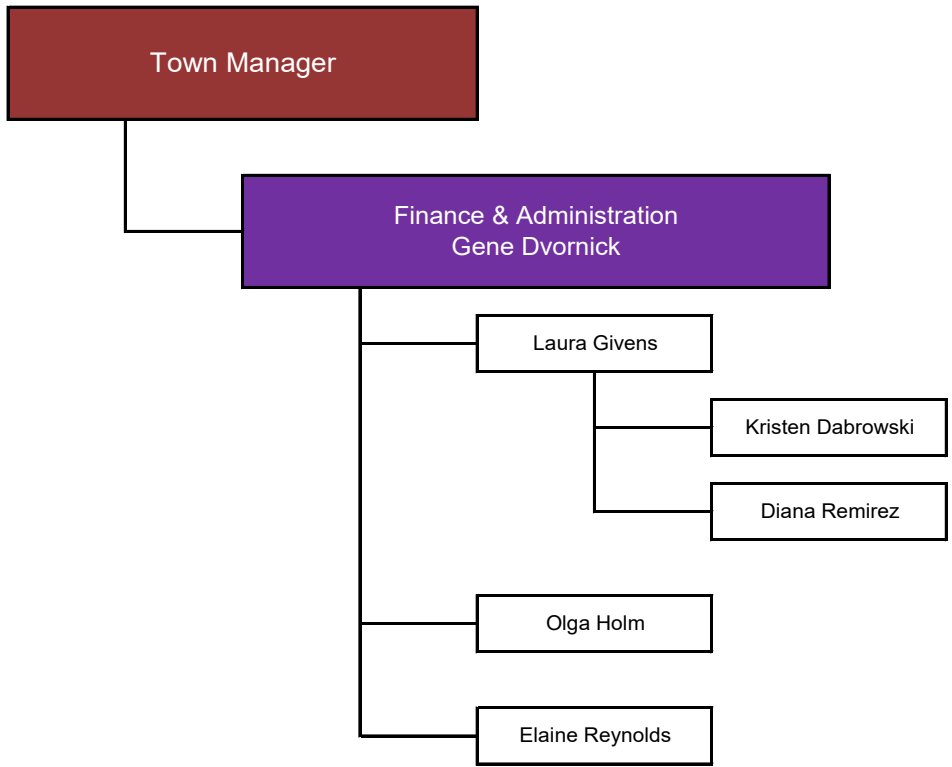 Town Manager
Finance & Administration
Gene Dvornick
Laura Givens
Kristen Dabrowski
Diana Remirez
Olga Holm
Elaine Reynolds